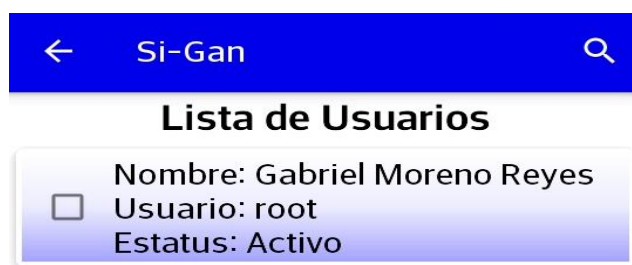 Si-Gan
Lista de Usuarios
Nombre: Gabriel Moreno Reyes
Usuario: root
Estatus: Activo